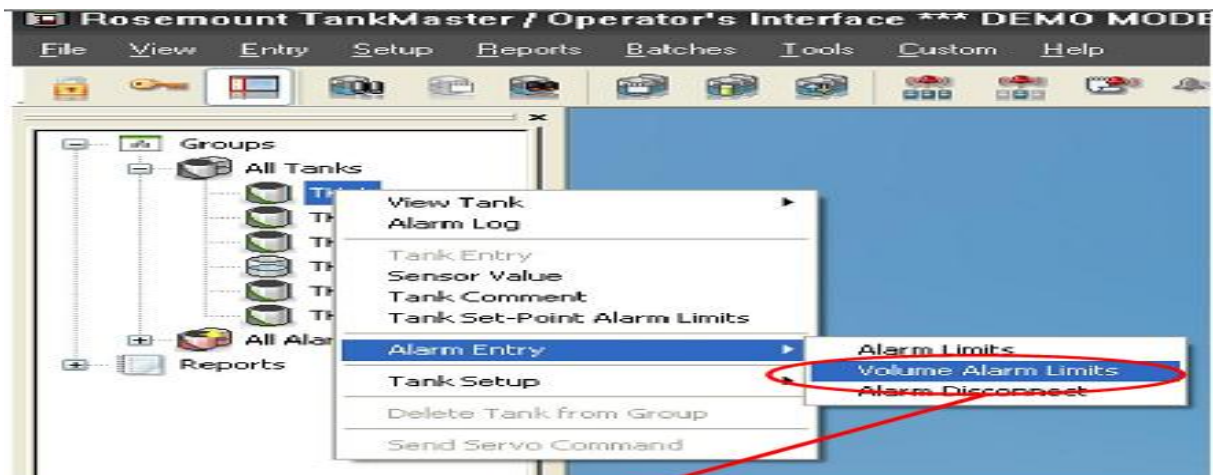 Rosemount TankMaster / Operator's Interface *** DEMO MODE
File View Entry Setup Reports Batches Tools Custom Help
Groups
All Tanks
View Tank
Alarm Log
Tank Entry
Sensor Value
Tank Comment
Tank Set-Point Alarm Limits
Alarm Entry
Tank Setup
Delete Tank from Group
Send Servo Command
Alarm Limits
Volume Alarm Limits
Alarm Disconnect
Reports